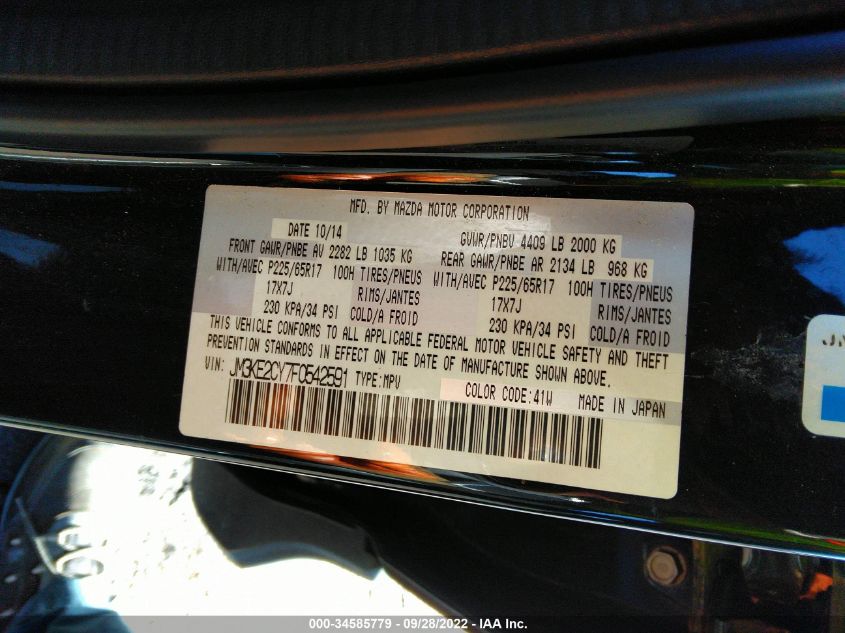 MFD. BY MAZDA MOTOR CORPORATION
DATE 10/14 GVWR/PNBV 4409 LB 2000 KG
FRONT GAWR/PNBE AV 2282 LB 1035 KG REAR GAWR/PNBE AR 2134 LB 968 KG
WITH/AVEC P225/65R17 100H TIRES/PNEUS WITH/AVEC P225/65R17 100H TIRES/PNEUS
17X7J RIMS/JANTES 17X7J RIMS/JANTES
230 KPA/34 PSI COLD/A FROID 230 KPA/34 PSI COLD/A FROID
THIS VEHICLE CONFORMS TO ALL APPLICABLE FEDERAL MOTOR VEHICLE SAFETY AND THEFT
PREVENTION STANDARDS IN EFFECT ON THE DATE OF MANUFACTURE SHOWN ABOVE.
VIN: JM3KE2CY7F0542591 TYPE:MPV COLOR CODE:41W MADE IN JAPAN
000-34585779 - 09/28/2022 - IAA Inc.